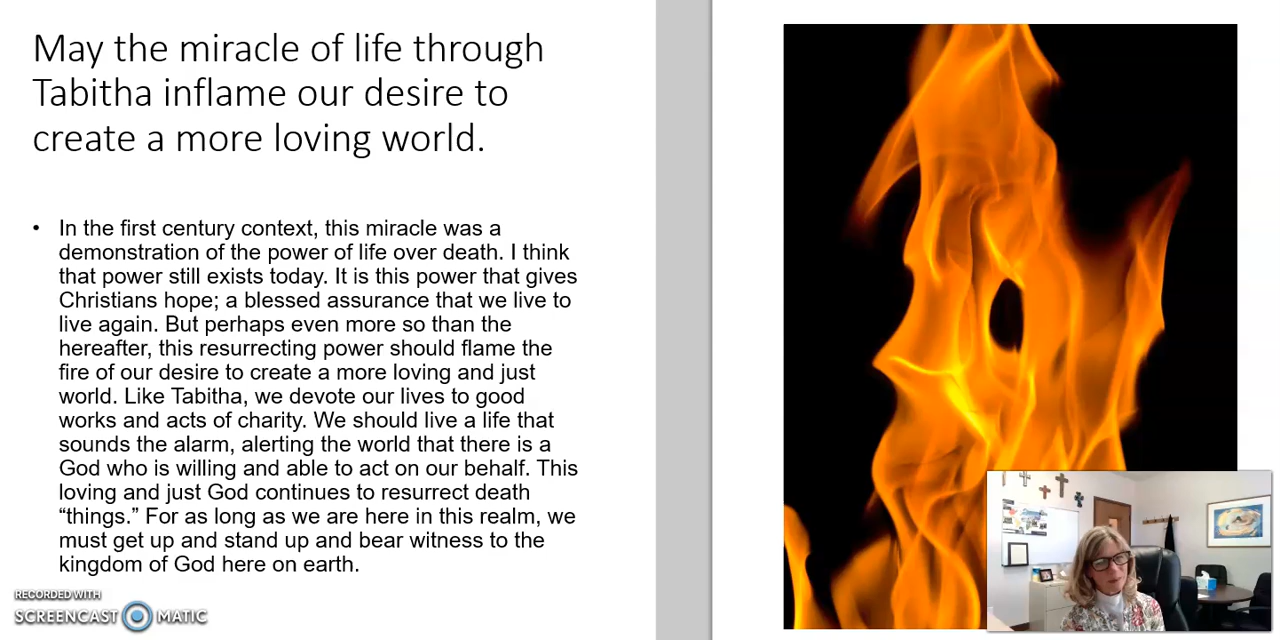 May the miracle of life through
Tabitha inflame our desire to
create a more loving world.
• In the first century context, this miracle was a
demonstration of the power of life over death. I think
that power still exists today. It is this power that gives
Christians hope; a blessed assurance that we live to
live again. But perhaps even more so than the
hereafter, this resurrecting power should flame the
fire of our desire to create a more loving and just
world. Like Tabitha, we devote our lives to good
works and acts of charity. We should live a life that
sounds the alarm, alerting the world that there is a
God who is willing and able to act on our behalf. This
loving and just God continues to resurrect death
“things.” For as long as we are here in this realm, we
must get up and stand up and bear witness to the
kingdom of God here on earth.
RECORDED WITH
SCREENCAST MATIC